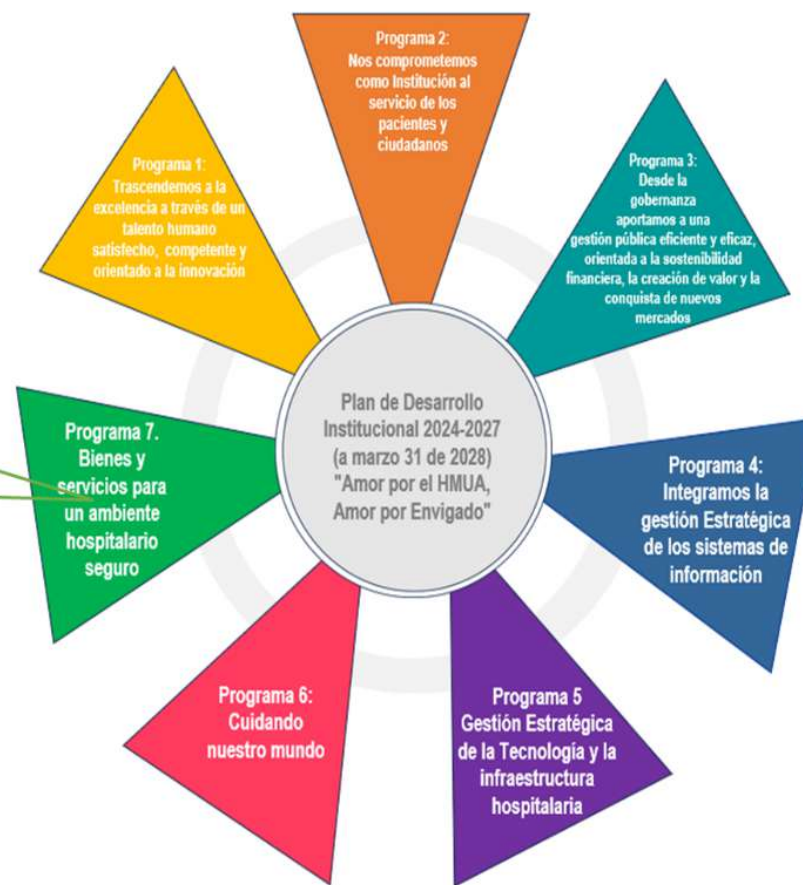 Programa 1:
Trascendemos a la
excelencia a través de un
talento humano
satisfecho, competente y
orientado a la innovación
Programa 2:
Nos comprometemos
como Institución al
servicio de los
pacientes y
ciudadanos
Programa 3:
Desde la
gobernanza
aportamos a una
gestión pública eficiente y eficaz,
orientada a la sostenibilidad
financiera, la creación de valor y la
conquista de nuevos
mercados
Programa 4:
Integramos la
gestión Estratégica
de los sistemas de
información
Programa 5
Gestión Estratégica
de la Tecnología y la
infraestructura
hospitalaria
Programa 6:
Cuidando
nuestro mundo
Programa 7.
Bienes y
servicios para
un ambiente
hospitalario
seguro
Plan de Desarrollo
Institucional 2024-2027
(a marzo 31 de 2028)
"Amor por el HMUA,
Amor por Envigado"